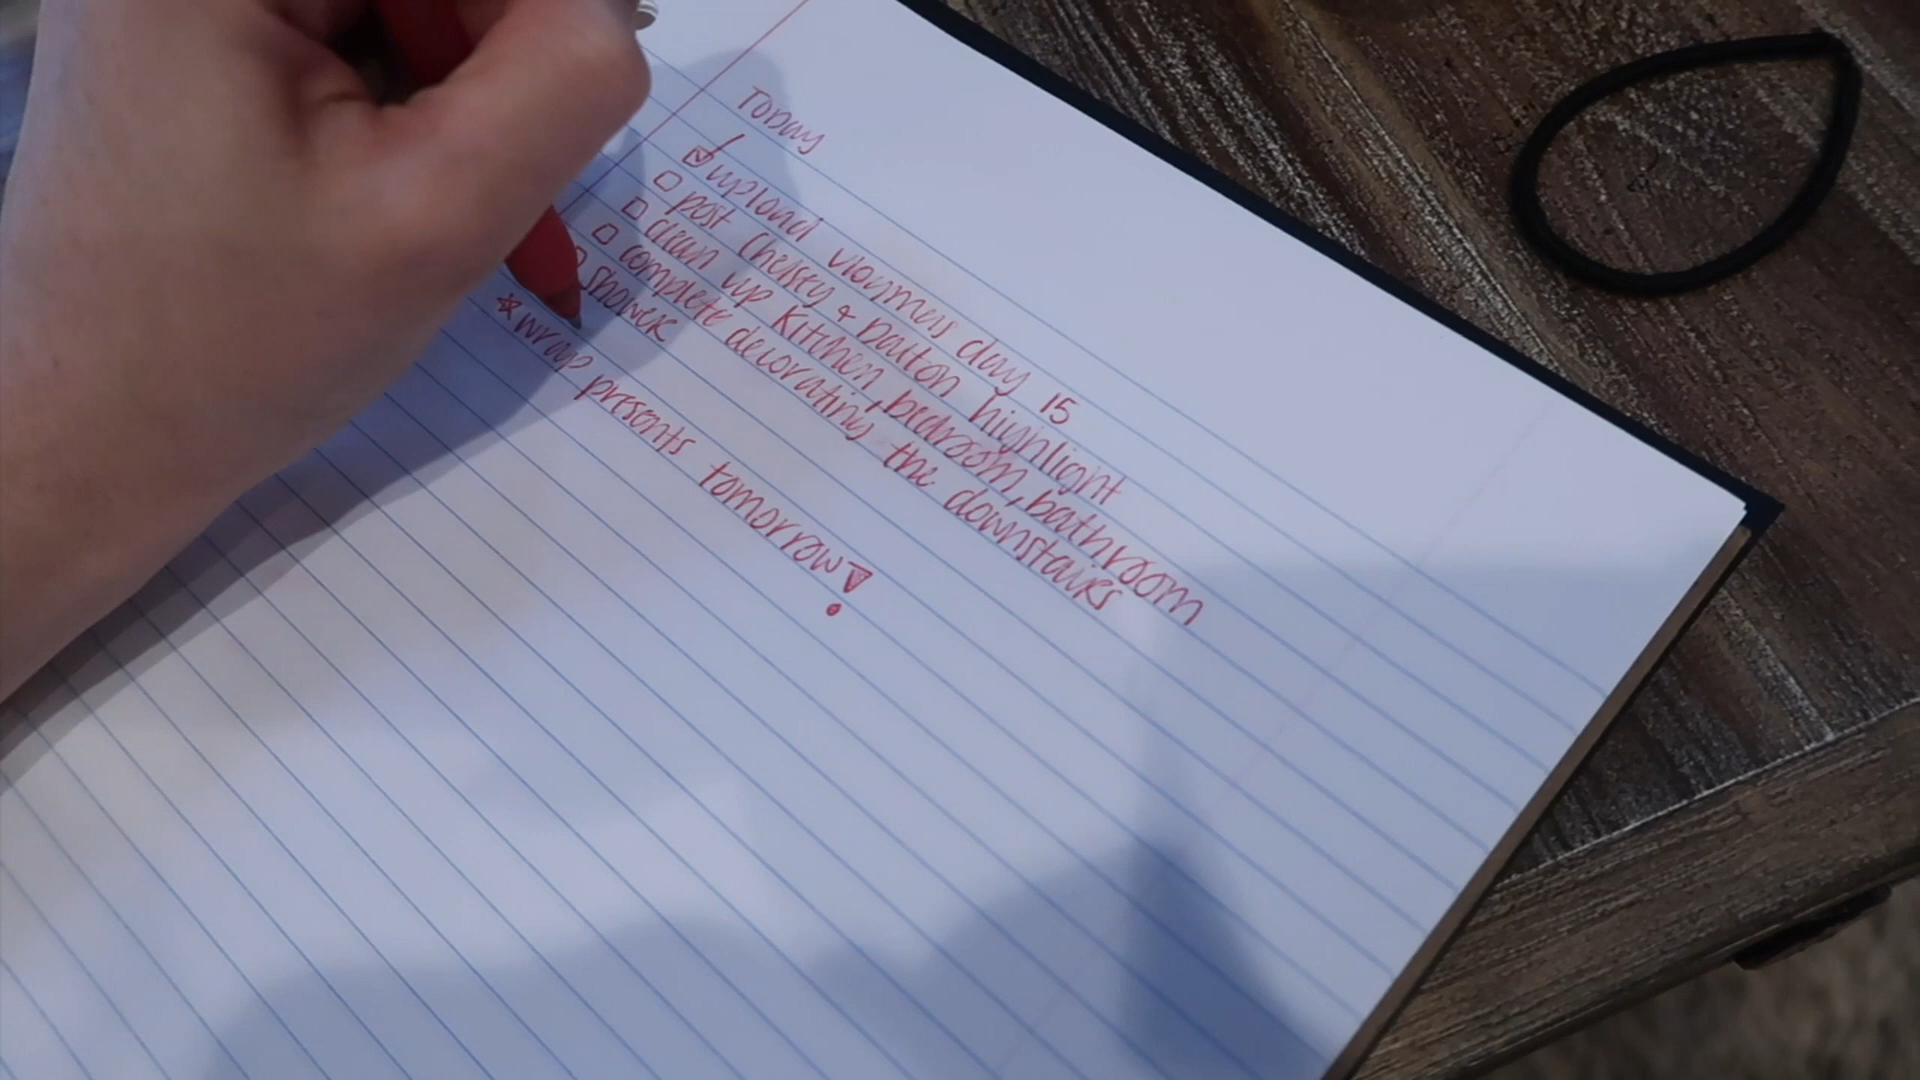 Today
☑ upload vlogmas day 15
☐ post Chelsey & Dalton highlight
☐ clean up kitchen, bedroom, bathroom
☐ complete decorating the downstairs
☐ shower
☆ wrap presents tomorrow!